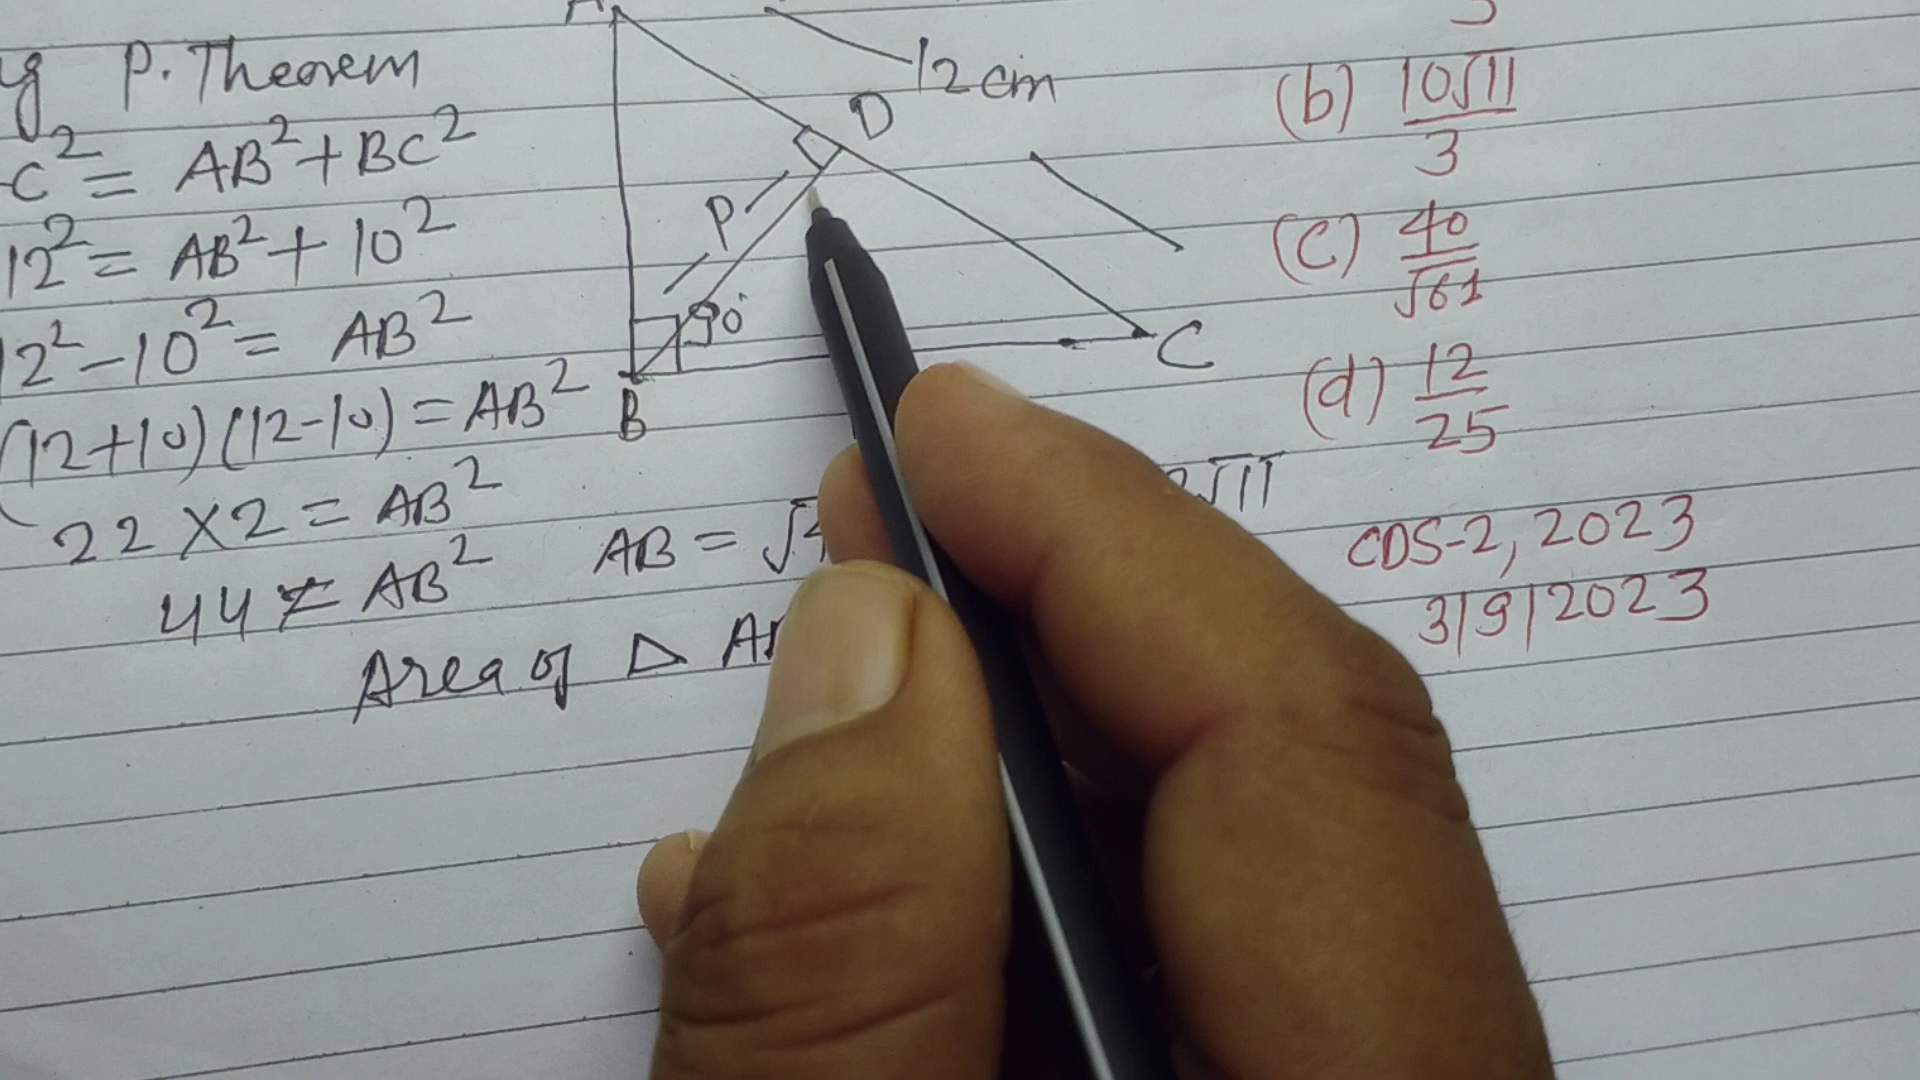 P. Theorem
C² = AB² + BC²
12² = AB² + 10²
12² - 10² = AB²
(12+10)(12-10) = AB²
22 × 2 = AB²
44 ≠ AB²
AB = √
2√11
Area of Δ
A
12 cm
D
P
90°
B
C
(b) 10√11/3
(c) 40/√61
(d) 12/25
CDS-2, 2023
3|9|2023